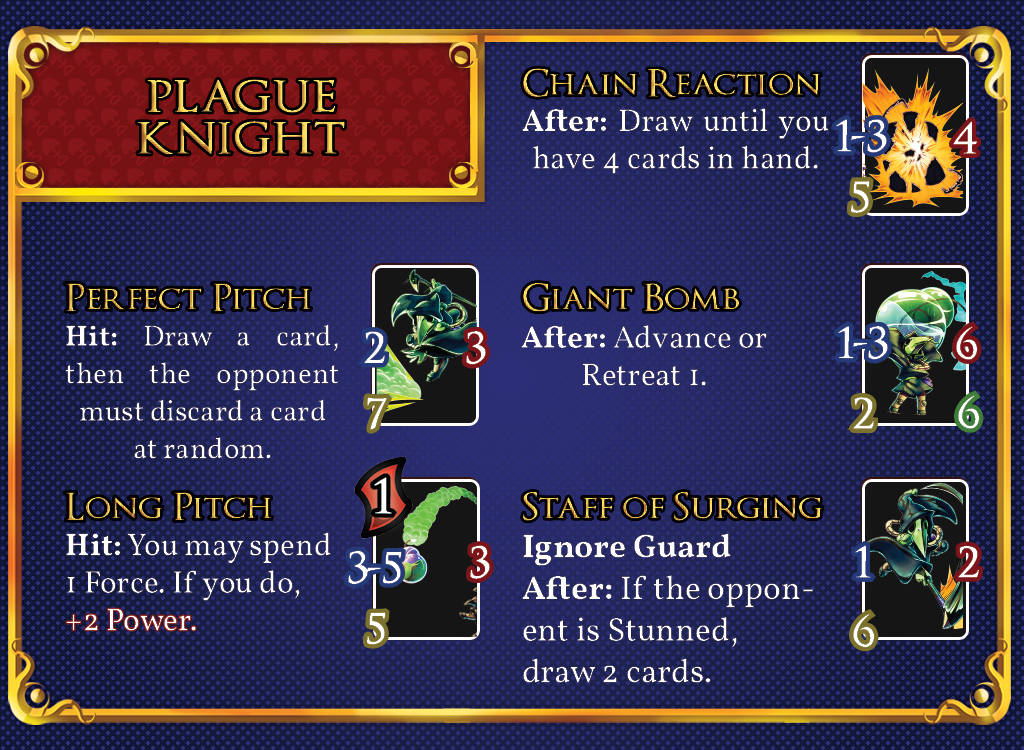 PLAGUE
KNIGHT
CHAIN REACTION
After: Draw until you
have 4 cards in hand.
1-3
4
5
PERFECT PITCH
Hit: Draw a card,
then the opponent
must discard a card
at random.
2
3
7
GIANT BOMB
After: Advance or
Retreat 1.
1-3
6
2
6
LONG PITCH
Hit: You may spend
1 Force. If you do,
+2 Power.
1
3-5
3
5
STAFF OF SURGING
Ignore Guard
After: If the oppon-
ent is Stunned,
draw 2 cards.
1
2
6